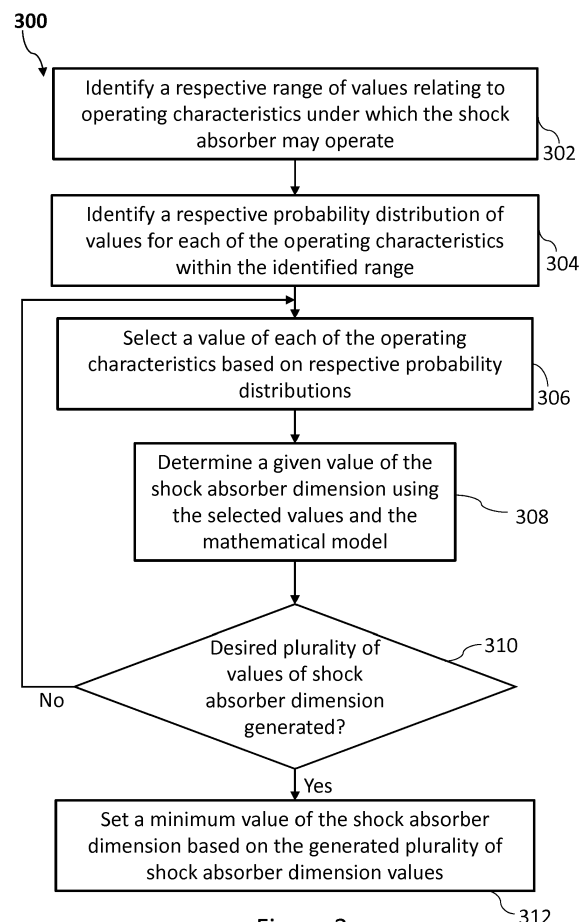 300
Identify a respective range of values relating to
operating characteristics under which the shock
absorber may operate
302
Identify a respective probability distribution of
values for each of the operating characteristics
within the identified range
304
Select a value of each of the operating
characteristics based on respective probability
distributions
306
Determine a given value of the
shock absorber dimension using
the selected values and the
mathematical model
308
Desired plurality of
values of shock
absorber dimension
generated?
310
No
Yes
Set a minimum value of the shock absorber
dimension based on the generated plurality of
shock absorber dimension values
312